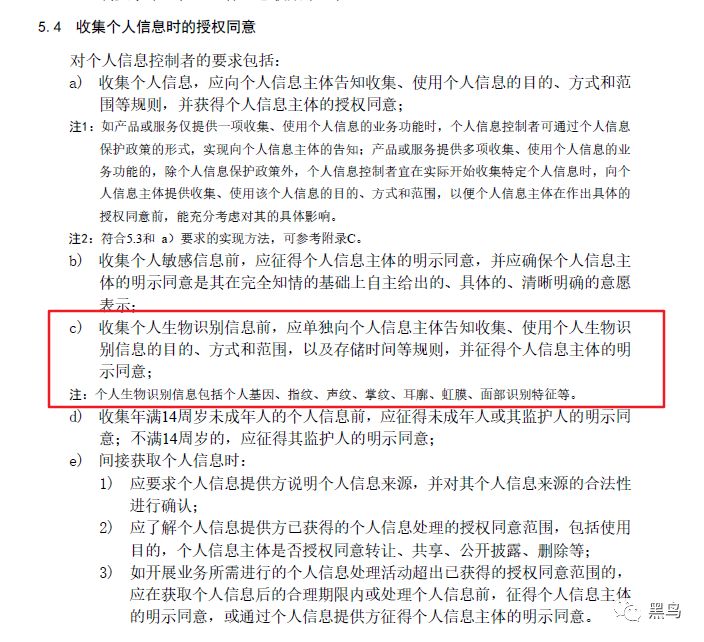 5.4 收集个人信息时的授权同意
对个人信息控制者的要求包括：
a) 收集个人信息，应向个人信息主体告知收集、使用个人信息的目的、方式和范
围等规则，并获得个人信息主体的授权同意；
注1：如产品或服务仅提供一项收集、使用个人信息的业务功能时，个人信息控制者可通过个人信息
保护政策的形式，实现向个人信息主体的告知；产品或服务提供多项收集、使用个人信息的业
务功能的，除个人信息保护政策外，个人信息控制者宜在实际开始收集特定个人信息时，向个
人信息主体提供收集、使用该个人信息的目的、方式和范围，以便个人信息主体在作出具体的
授权同意前，能充分考虑对其的具体影响。
注2：符合5.3和 a）要求的实现方法，可参考附录C。
b) 收集个人敏感信息前，应征得个人信息主体的明示同意，并应确保个人信息主
体的明示同意是其在完全知情的基础上自主给出的、具体的、清晰明确的意愿
表示；
c) 收集个人生物识别信息前，应单独向个人信息主体告知收集、使用个人生物识
别信息的目的、方式和范围，以及存储时间等规则，并征得个人信息主体的明
示同意；
注：个人生物识别信息包括个人基因、指纹、声纹、掌纹、耳廓、虹膜、面部识别特征等。
d) 收集年满14周岁未成年人的个人信息前，应征得未成年人或其监护人的明示同
意；不满14周岁的，应征得其监护人的明示同意；
e) 间接获取个人信息时：
1) 应要求个人信息提供方说明个人信息来源，并对其个人信息来源的合法性
进行确认；
2) 应了解个人信息提供方已获得的个人信息处理的授权同意范围，包括使用
目的，个人信息主体是否授权同意转让、共享、公开披露、删除等；
3) 如开展业务所需进行的个人信息处理活动超出已获得的授权同意范围的，
应在获取个人信息后的合理期限内或处理个人信息前，征得个人信息主体
的明示同意，或通过个人信息提供方征得个人信息主体的明示同意。
黑鸟